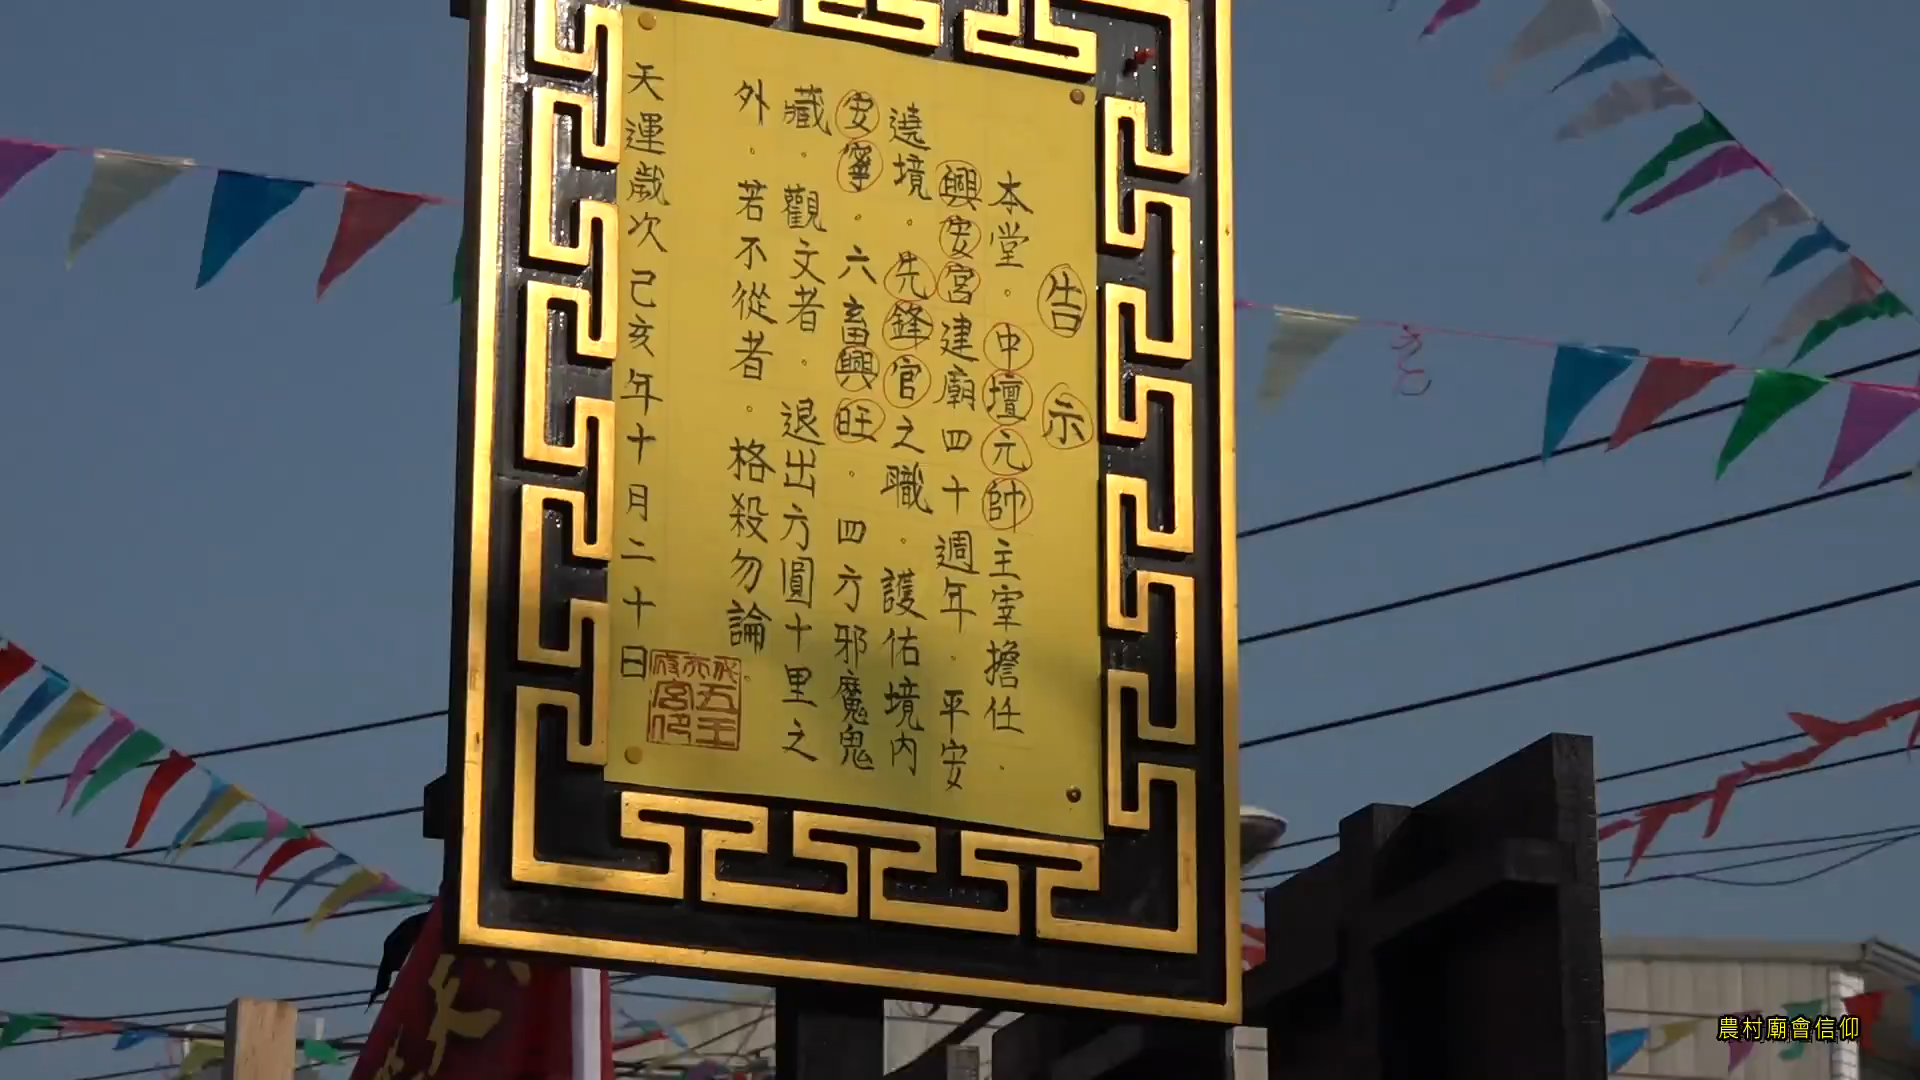 告示
本堂。中壇元帥主宰擔任.
興安宮建廟四十週年.平安
遶境。先鋒官之職。護佑境內
安寧。六畜興旺.四方邪魔鬼
藏.觀文者.退出方圓十里之
外.若不從者。格殺勿論。
天運歲次己亥年十月二十日
五王
宮印
農村廟會信仰